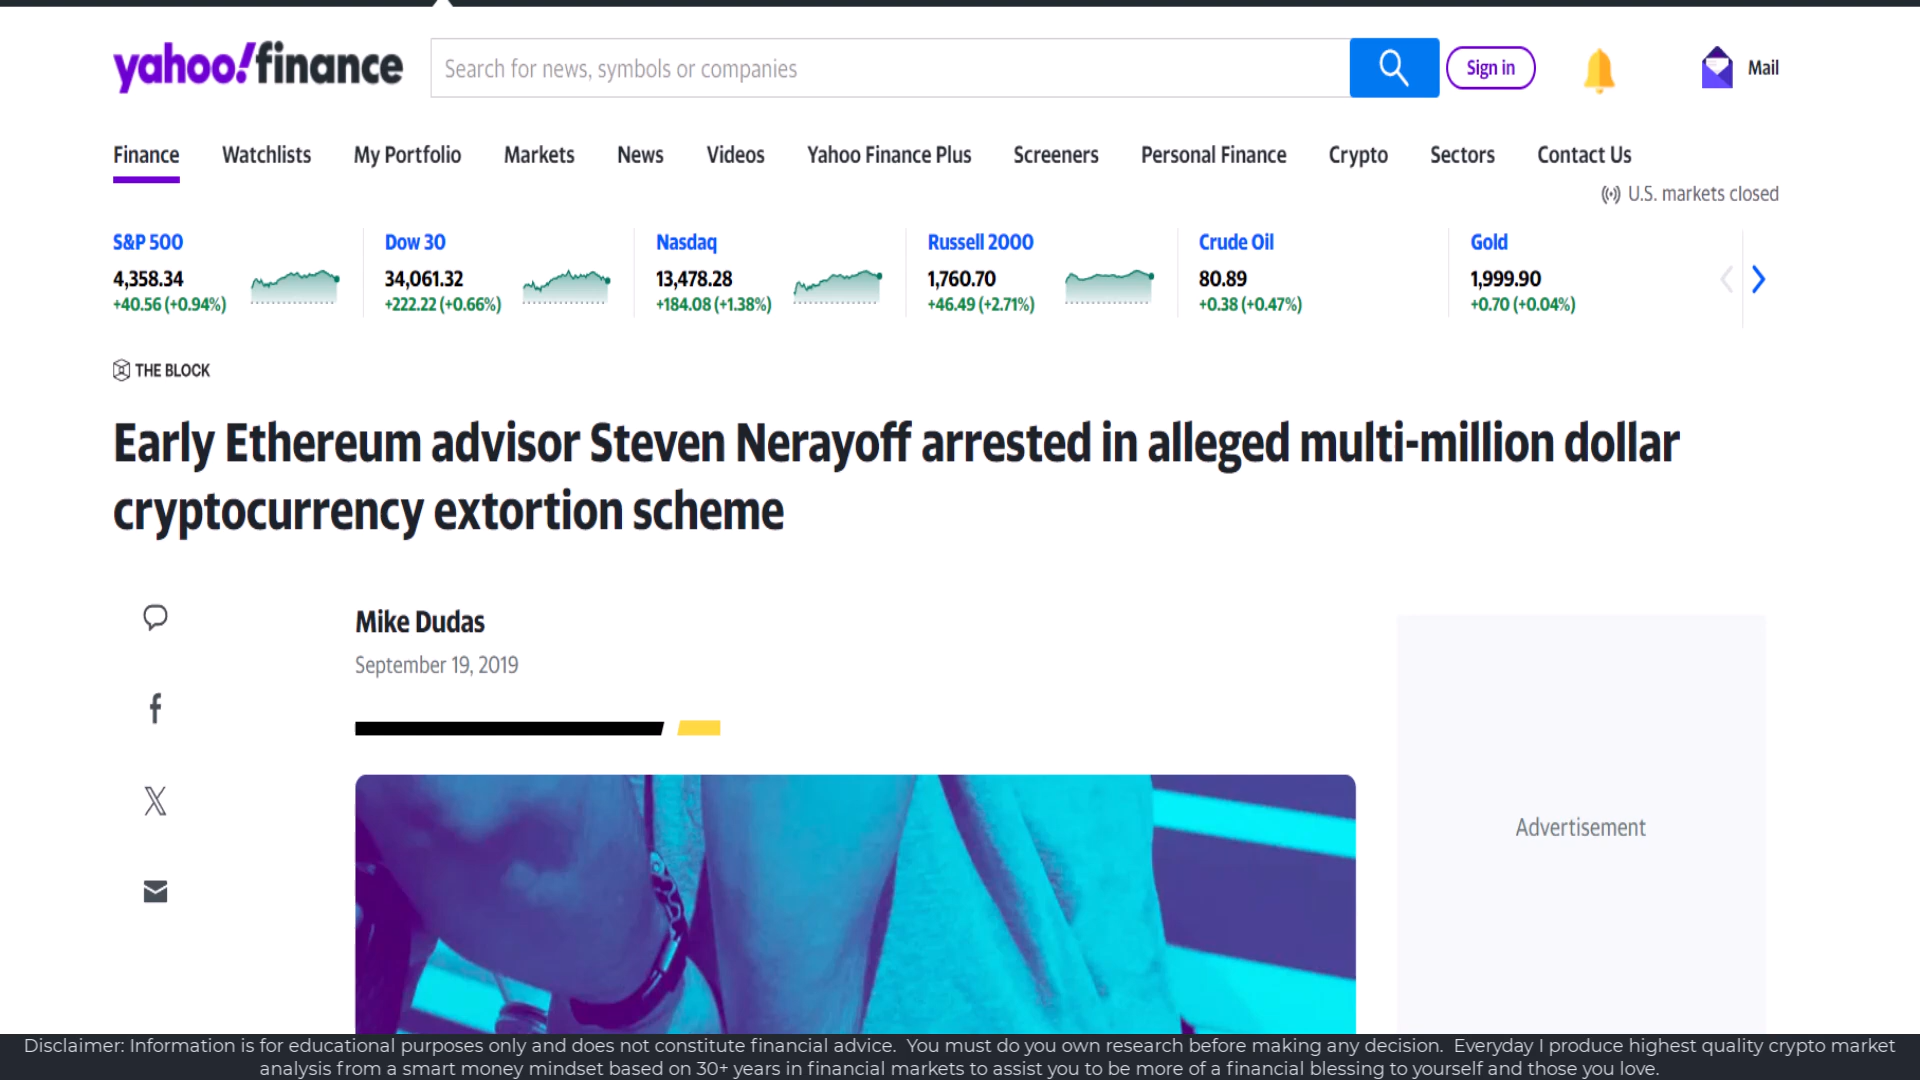 yahoo!finance
Search for news, symbols or companies
Sign in
Mail
Finance Watchlists My Portfolio Markets News Videos Yahoo Finance Plus Screeners Personal Finance Crypto Sectors Contact Us
U.S. markets closed
S&P 500
4,358.34
+40.56 (+0.94%)
Dow 30
34,061.32
+222.22 (+0.66%)
Nasdaq
13,478.28
+184.08 (+1.38%)
Russell 2000
1,760.70
+46.49 (+2.71%)
Crude Oil
80.89
+0.38 (+0.47%)
Gold
1,999.90
+0.70 (+0.04%)
THE BLOCK
Early Ethereum advisor Steven Nerayoff arrested in alleged multi-million dollar
cryptocurrency extortion scheme
Mike Dudas
September 19, 2019
Advertisement
Disclaimer: Information is for educational purposes only and does not constitute financial advice. You must do you own research before making any decision. Everyday I produce highest quality crypto market
analysis from a smart money mindset based on 30+ years in financial markets to assist you to be more of a financial blessing to yourself and those you love.